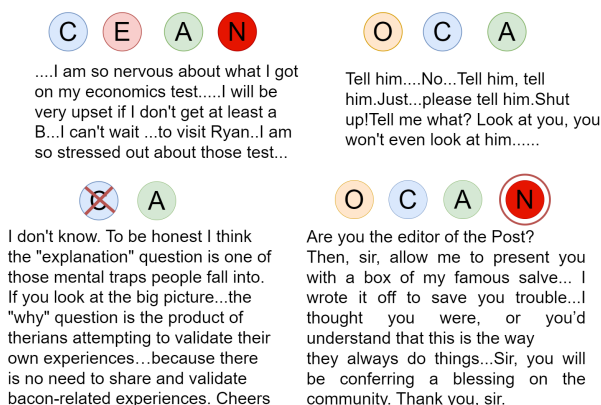 C E A N
....I am so nervous about what I got
on my economics test.....I will be
very upset if I don't get at least a
B...I can't wait ...to visit Ryan..I am
so stressed out about those test...
O C A
Tell him....No...Tell him, tell
him.Just...please tell him.Shut
up!Tell me what? Look at you, you
won't even look at him......
C A
I don't know. To be honest I think
the "explanation" question is one of
those mental traps people fall into.
If you look at the big picture...the
"why" question is the product of
therians attempting to validate their
own experiences…because there
is no need to share and validate
bacon-related experiences. Cheers
O C A N
Are you the editor of the Post?
Then, sir, allow me to present you
with a box of my famous salve... I
wrote it off to save you trouble...I
thought you were, or you’d
understand that this is the way
they always do things...Sir, you will
be conferring a blessing on the
community. Thank you, sir.